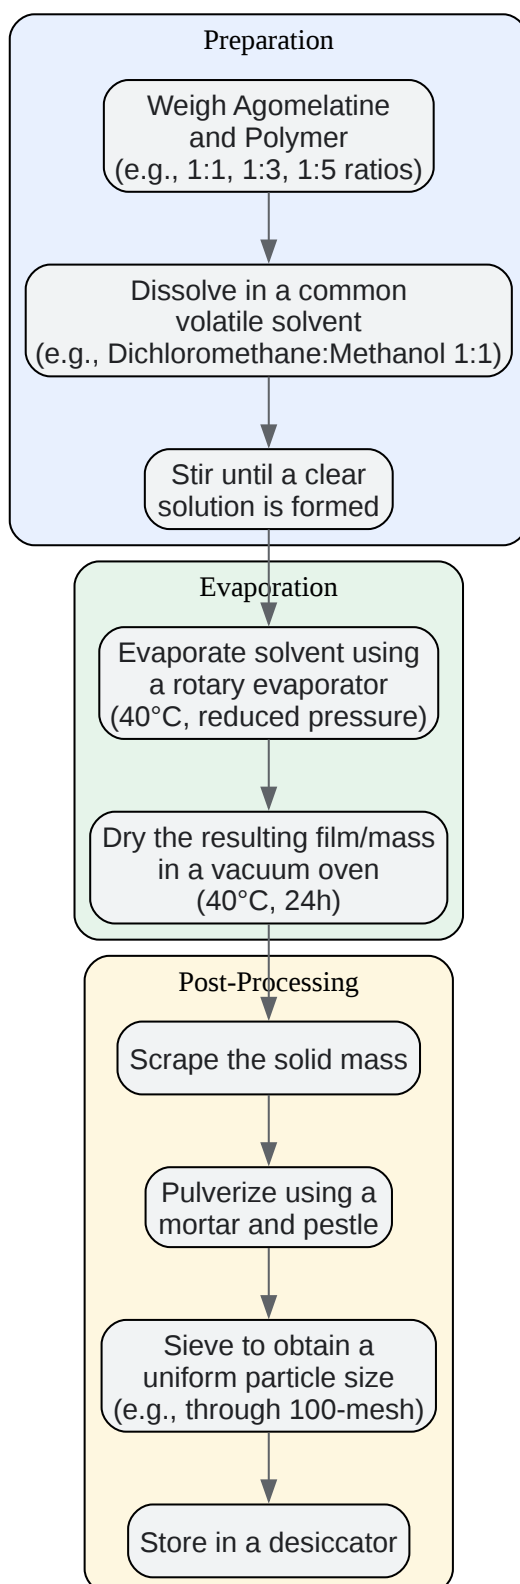 Preparation
Weigh Agomelatine
and Polymer
(e.g., 1:1, 1:3, 1:5 ratios)
Dissolve in a common
volatile solvent
(e.g., Dichloromethane:Methanol 1:1)
Stir until a clear
solution is formed
Evaporation
Evaporate solvent using
a rotary evaporator
(40°C, reduced pressure)
Dry the resulting film/mass
in a vacuum oven
(40°C, 24h)
Post-Processing
Scrape the solid mass
Pulverize using a
mortar and pestle
Sieve to obtain a
uniform particle size
(e.g., through 100-mesh)
Store in a desiccator